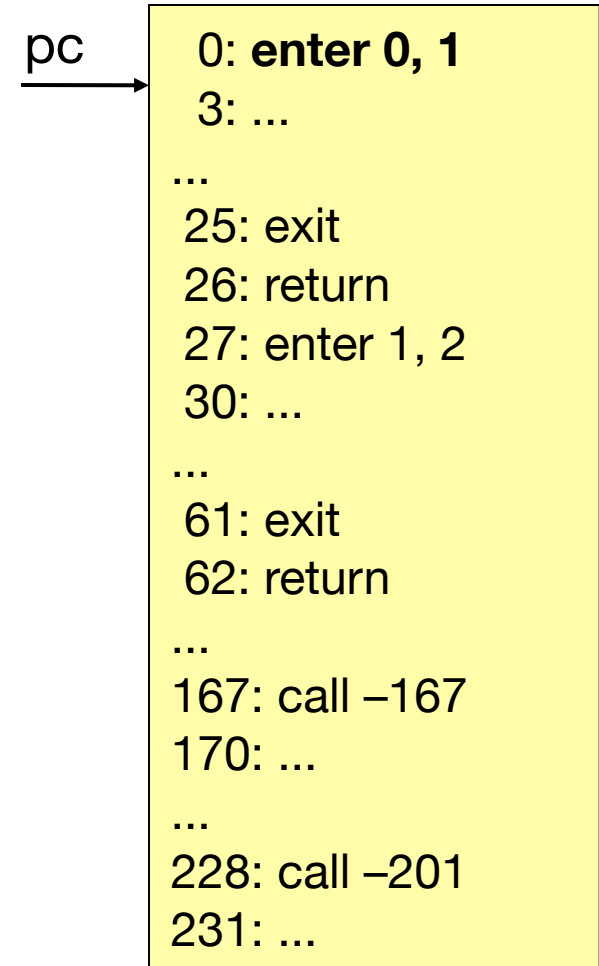 pc
0: enter 0, 1
3: ...
...
25: exit
26: return
27: enter 1, 2
30: ...
...
61: exit
62: return
...
167: call –167
170: ...
...
228: call –201
231: ...